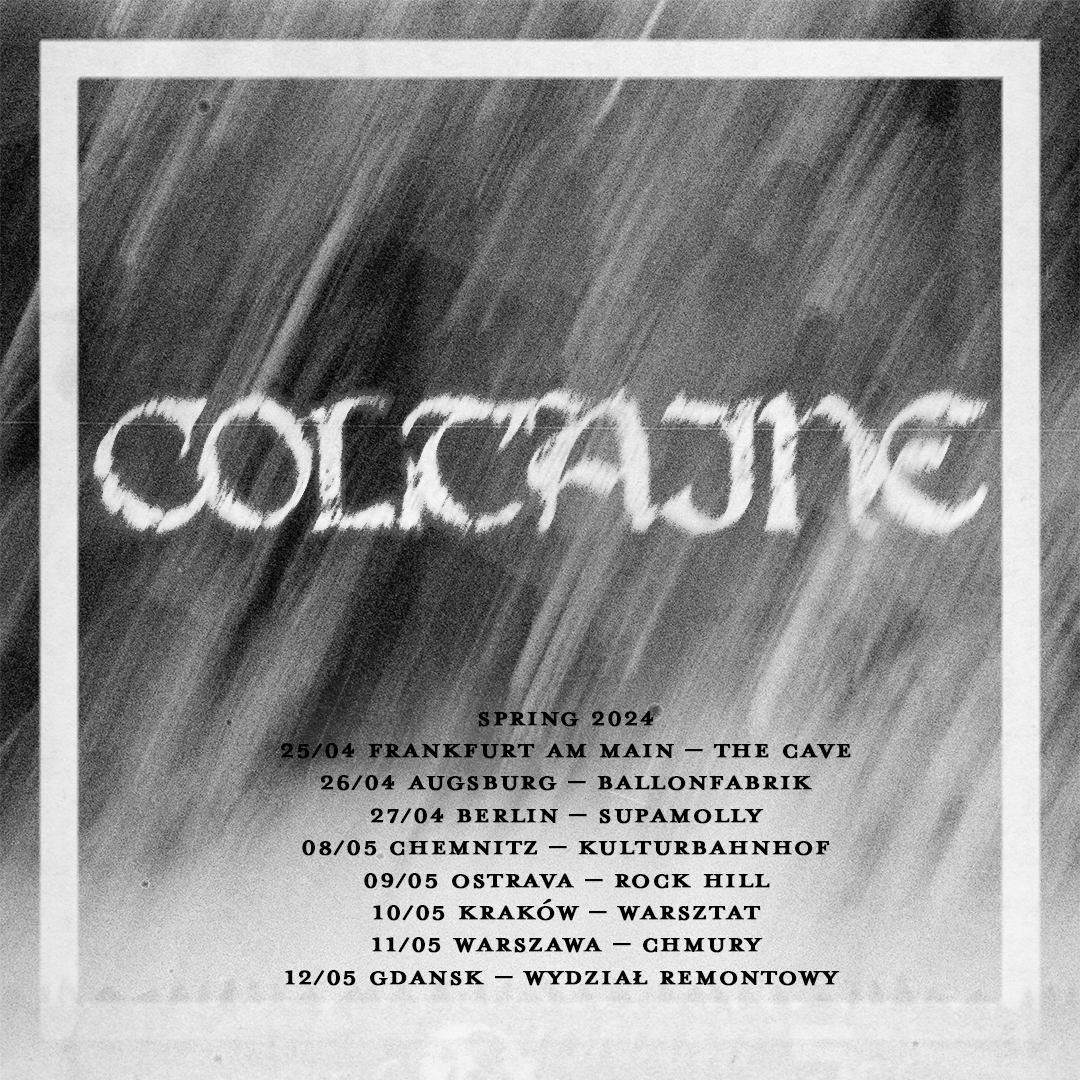 COLTAINE
SPRING 2024
25/04 FRANKFURT AM MAIN — THE CAVE
26/04 AUGSBURG — BALLONFABRIK
27/04 BERLIN — SUPAMOLLY
08/05 CHEMNITZ — KULTURBAHNHOF
09/05 OSTRAVA — ROCK HILL
10/05 KRAKÓW — WARSZTAT
11/05 WARSZAWA — CHMURY
12/05 GDANSK — WYDZIAŁ REMONTOWY